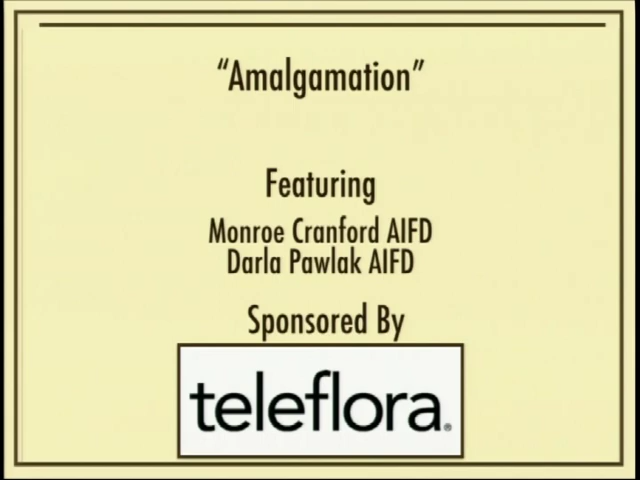 “Amalgamation”
Featuring
Monroe Cranford AIFD
Darla Pawlak AIFD
Sponsored By
teleflora®